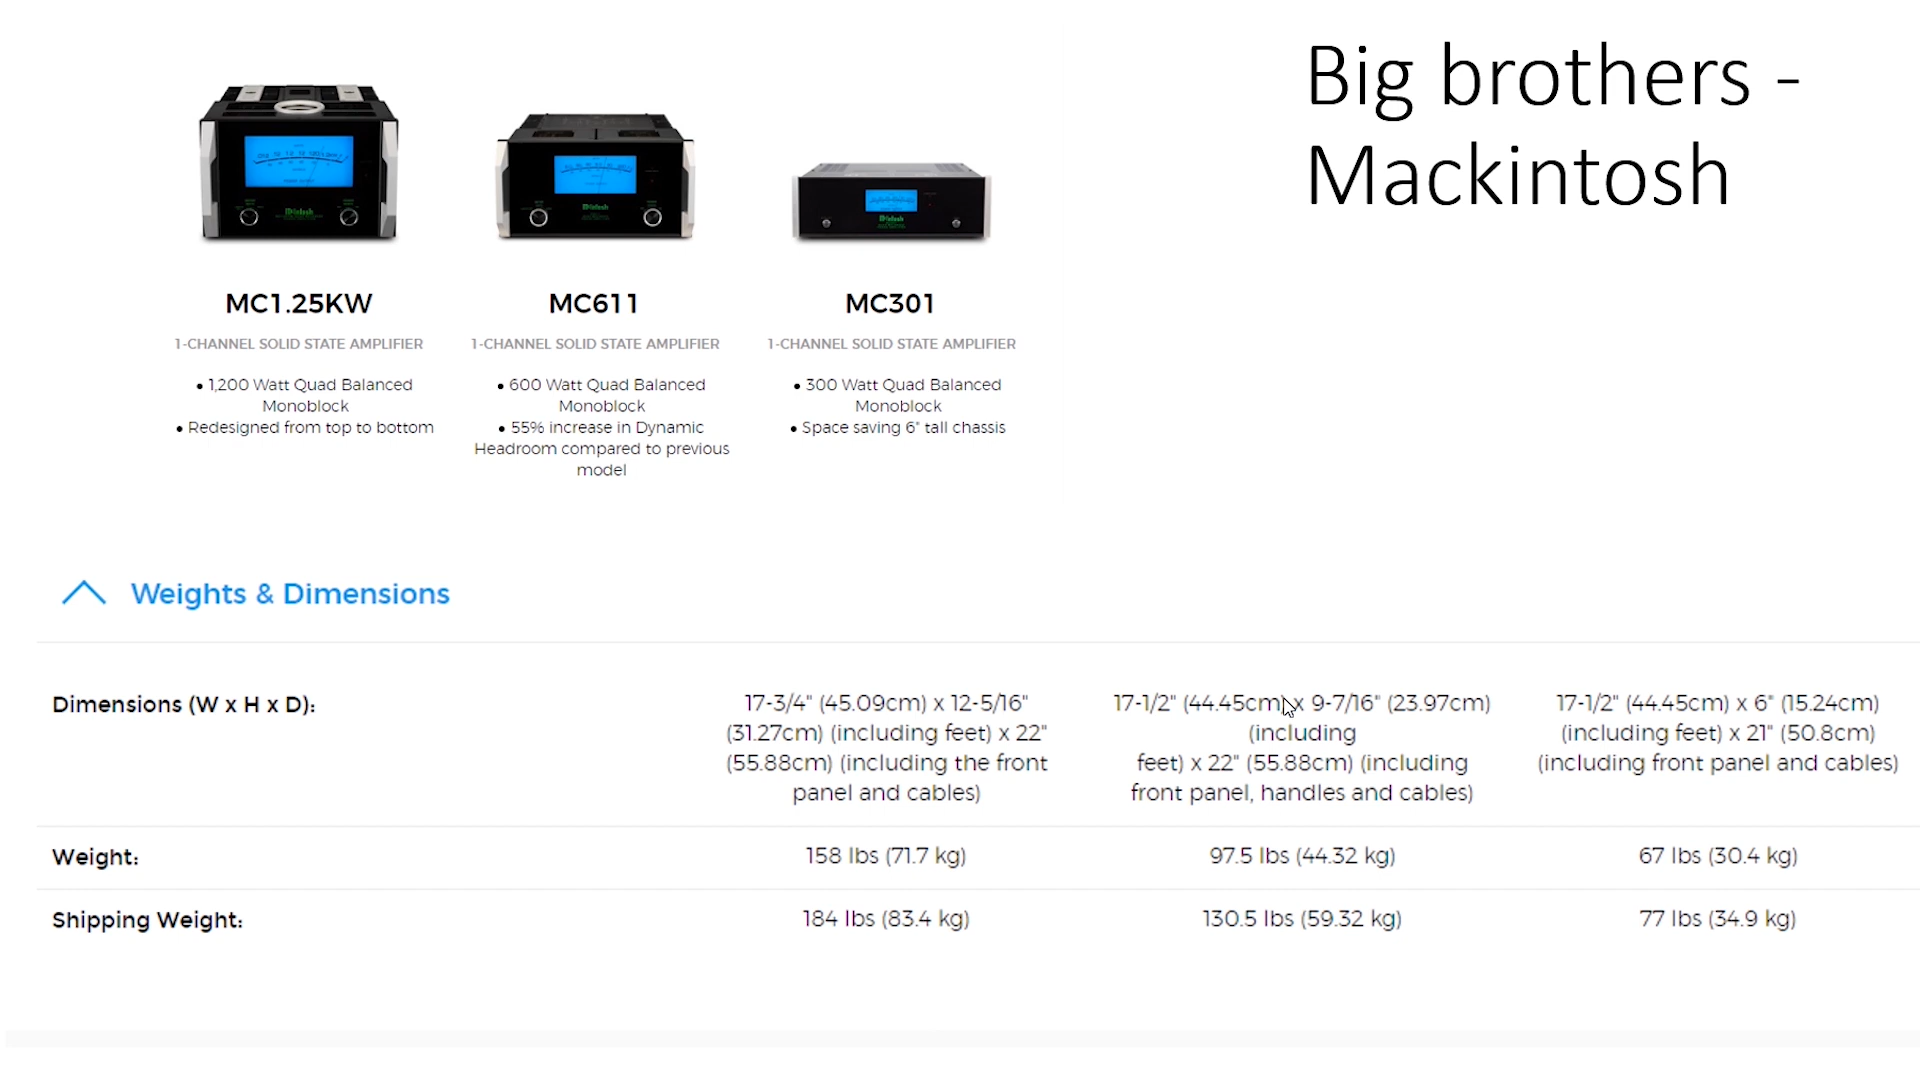 Big brothers -
Mackintosh
McIntosh
McIntosh
McIntosh
MC1.25KW
1-CHANNEL SOLID STATE AMPLIFIER
• 1,200 Watt Quad Balanced
Monoblock
• Redesigned from top to bottom
MC611
1-CHANNEL SOLID STATE AMPLIFIER
• 600 Watt Quad Balanced
Monoblock
• 55% increase in Dynamic
Headroom compared to previous
model
MC301
1-CHANNEL SOLID STATE AMPLIFIER
• 300 Watt Quad Balanced
Monoblock
• Space saving 6" tall chassis
Weights & Dimensions
Dimensions (W x H x D):
17-3/4" (45.09cm) x 12-5/16"
(31.27cm) (including feet) x 22"
(55.88cm) (including the front
panel and cables)
17-1/2" (44.45cm) x 9-7/16" (23.97cm)
(including
feet) x 22" (55.88cm) (including
front panel, handles and cables)
17-1/2" (44.45cm) x 6" (15.24cm)
(including feet) x 21" (50.8cm)
(including front panel and cables)
Weight:
158 lbs (71.7 kg)
97.5 lbs (44.32 kg)
67 lbs (30.4 kg)
Shipping Weight:
184 lbs (83.4 kg)
130.5 lbs (59.32 kg)
77 lbs (34.9 kg)